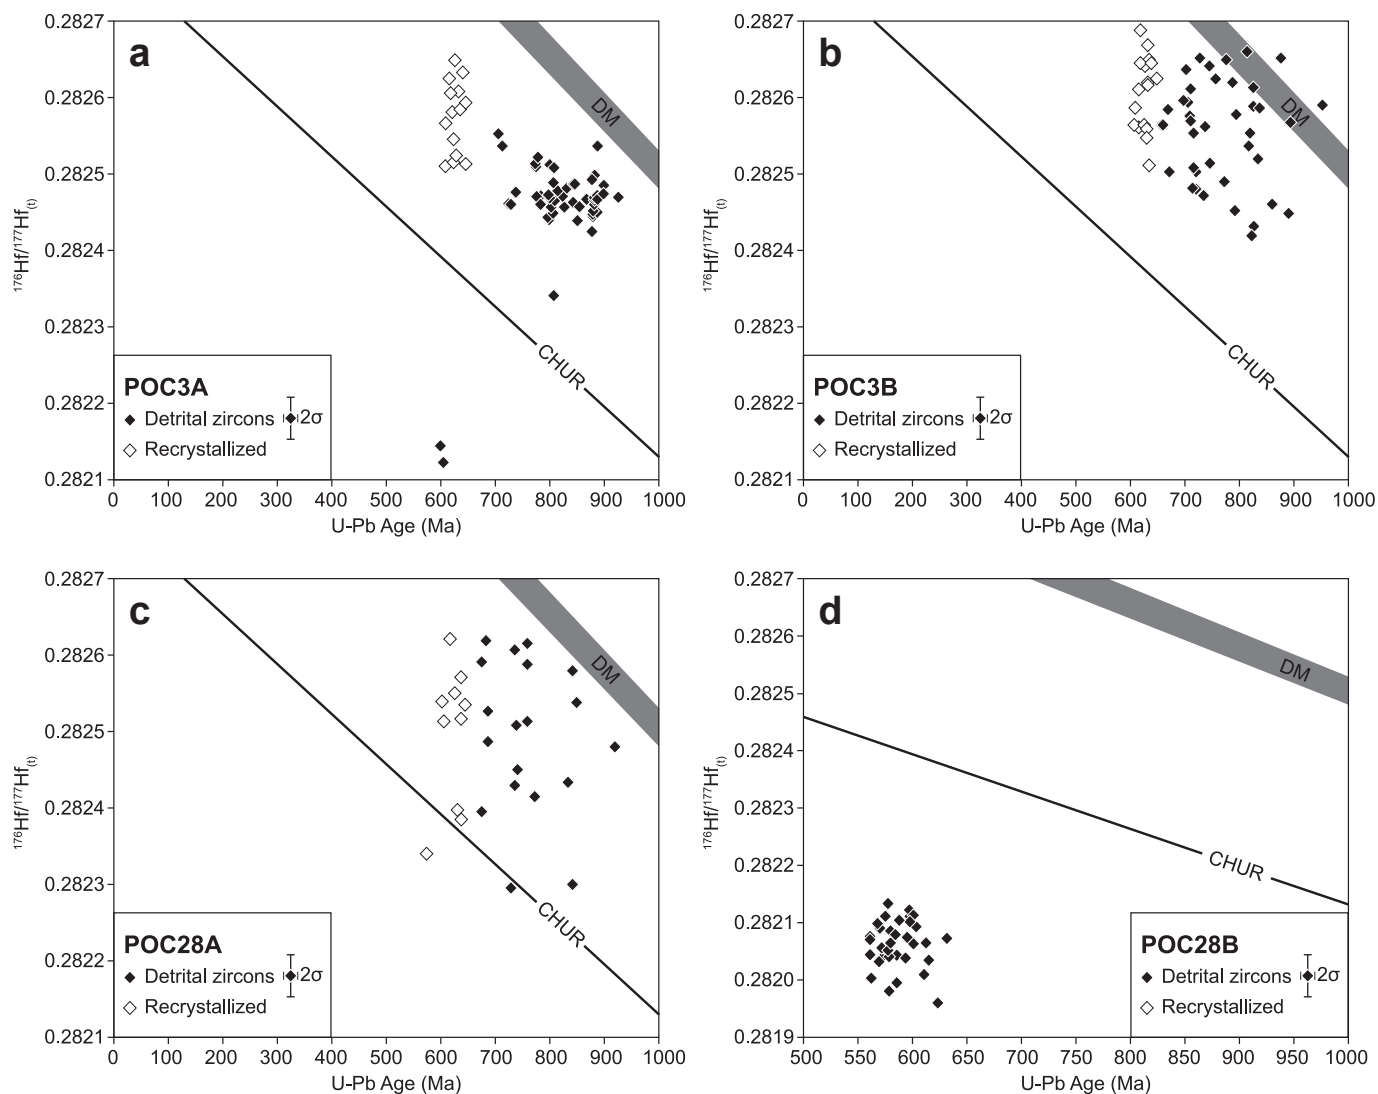 a
0.2827
0.2826
0.2825
0.2824
0.2823
0.2822
0.2821
176Hf/177Hf(t)
DM
CHUR
POC3A
Detrital zircons
2σ
Recrystallized
0 100 200 300 400 500 600 700 800 900 1000
U-Pb Age (Ma)
b
0.2827
0.2826
0.2825
0.2824
0.2823
0.2822
0.2821
176Hf/177Hf(t)
DM
CHUR
POC3B
Detrital zircons
2σ
Recrystallized
0 100 200 300 400 500 600 700 800 900 1000
U-Pb Age (Ma)
c
0.2827
0.2826
0.2825
0.2824
0.2823
0.2822
0.2821
176Hf/177Hf(t)
DM
CHUR
POC28A
Detrital zircons
2σ
Recrystallized
0 100 200 300 400 500 600 700 800 900 1000
U-Pb Age (Ma)
d
0.2827
0.2826
0.2825
0.2824
0.2823
0.2822
0.2821
0.2820
0.2819
176Hf/177Hf(t)
DM
CHUR
POC28B
Detrital zircons
2σ
Recrystallized
500 550 600 650 700 750 800 850 900 950 1000
U-Pb Age (Ma)